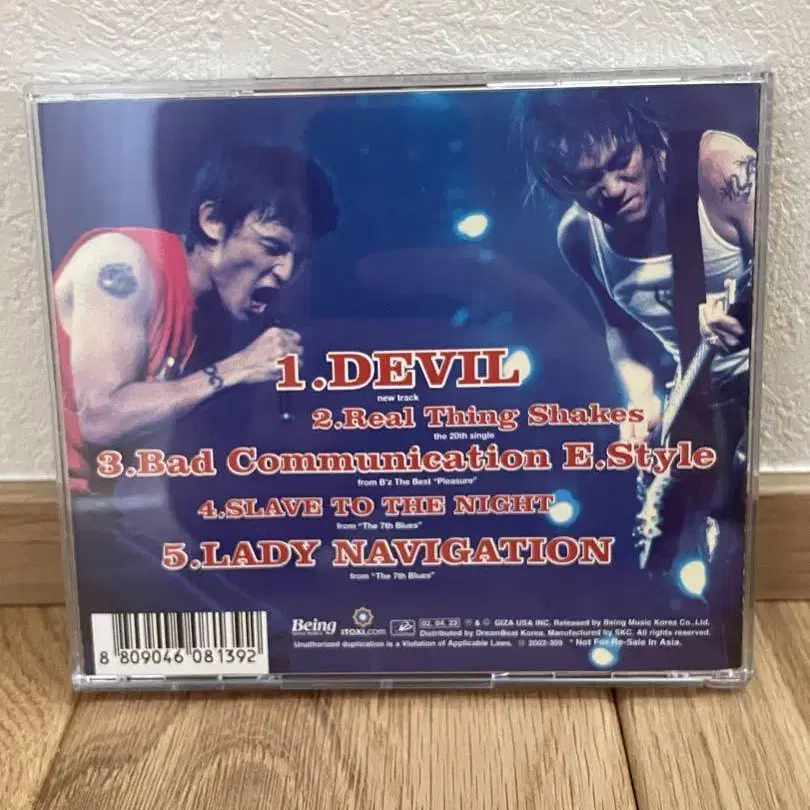 1.DEVIL
new track
2.Real Thing Shakes
the 20th single
3.Bad Communication E.Style
from B'z The Best "Pleasure"
4.SLAVE TO THE NIGHT
from "The 7th Blues"
5.LADY NAVIGATION
from "The 7th Blues"
8 809046 081392
Being
ITOXI.com
02. 04. 23 Ⓟ & © GIZA USA INC. Released by Being Music Korea Co.,Ltd.
Distributed by DreamBeat Korea. Manufactured by SKC. All rights reserved.
Unauthorized duplication is a Violation of Applicable Laws. 2022-309 * Not For Re-Sale In Asia.